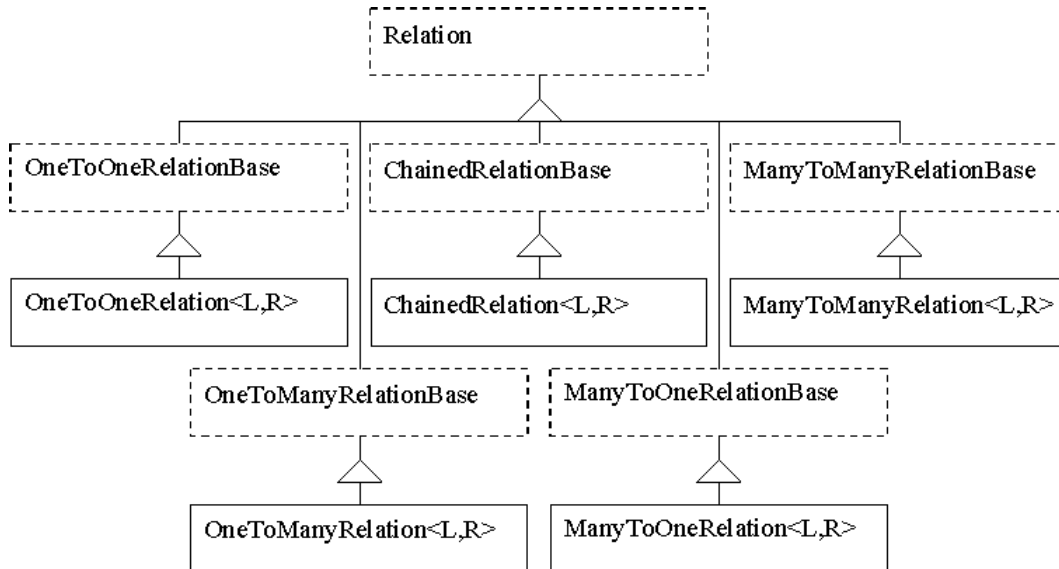 Relation
OneToOneRelationBase
ChainedRelationBase
ManyToManyRelationBase
OneToOneRelation<L,R>
ChainedRelation<L,R>
ManyToManyRelation<L,R>
OneToManyRelationBase
ManyToOneRelationBase
OneToManyRelation<L,R>
ManyToOneRelation<L,R>